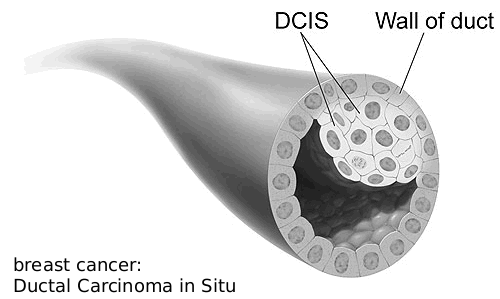 DCIS
Wall of duct
breast cancer:
Ductal Carcinoma in Situ